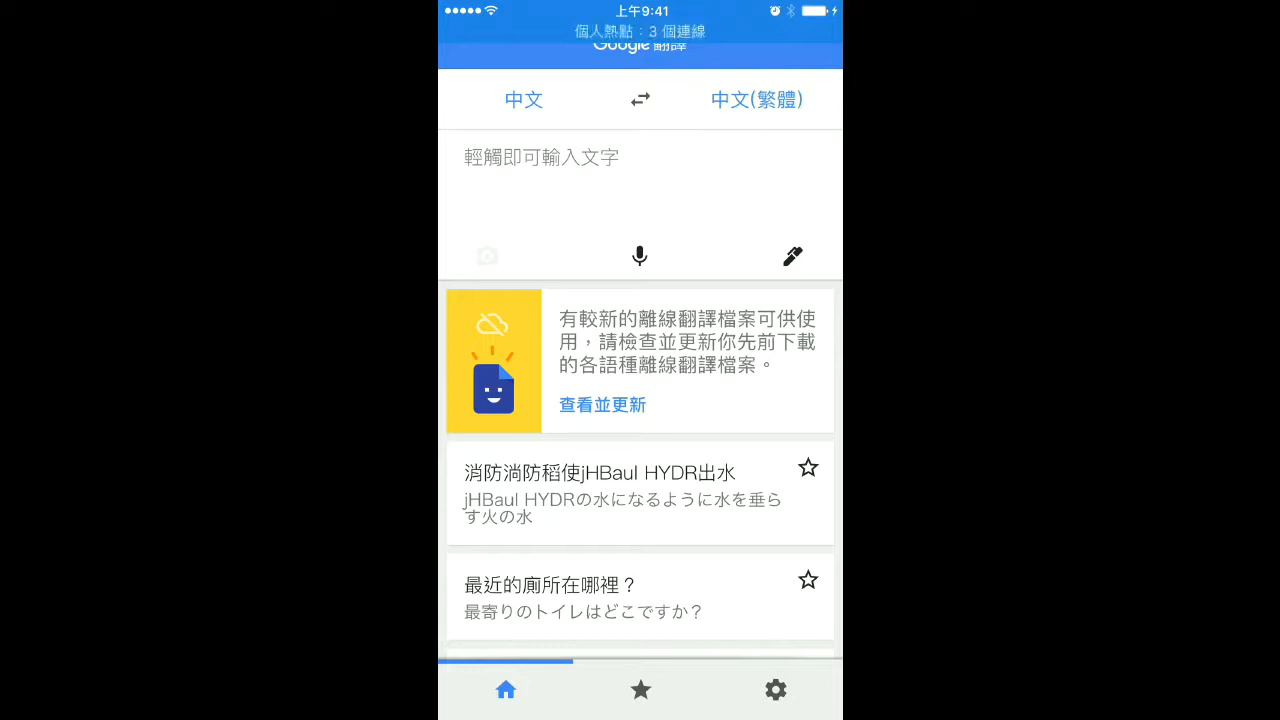 上午9:41
個人熱點：3 個連線
Google 翻譯
中文
中文(繁體)
輕觸即可輸入文字
有較新的離線翻譯檔案可供使
用，請檢查並更新你先前下載
的各語種離線翻譯檔案。
查看並更新
消防淌防稻使jHBaul HYDR出水
jHBaul HYDRの水になるように水を垂ら
す火の水
最近的廁所在哪裡？
最寄りのトイレはどこですか？